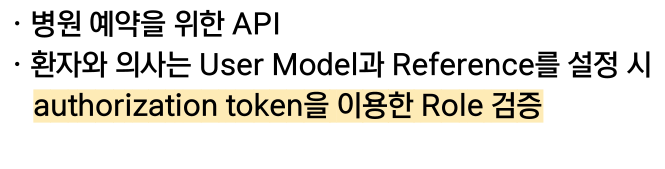 · 병원 예약을 위한 API
· 환자와 의사는 User Model과 Reference를 설정 시
authorization token을 이용한 Role 검증